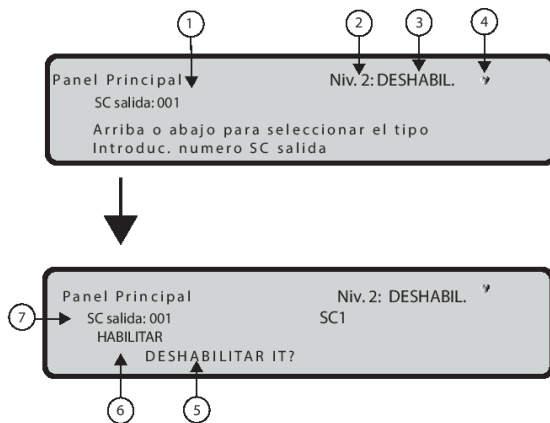 1 2 3 4
Panel Principal Niv. 2: DESHABIL.
SC salida: 001
Arriba o abajo para seleccionar el tipo
Introduc. numero SC salida
Panel Principal Niv. 2: DESHABIL.
7 SC salida: 001 SC1
HABILITAR
DESHABILITAR IT?
6 5